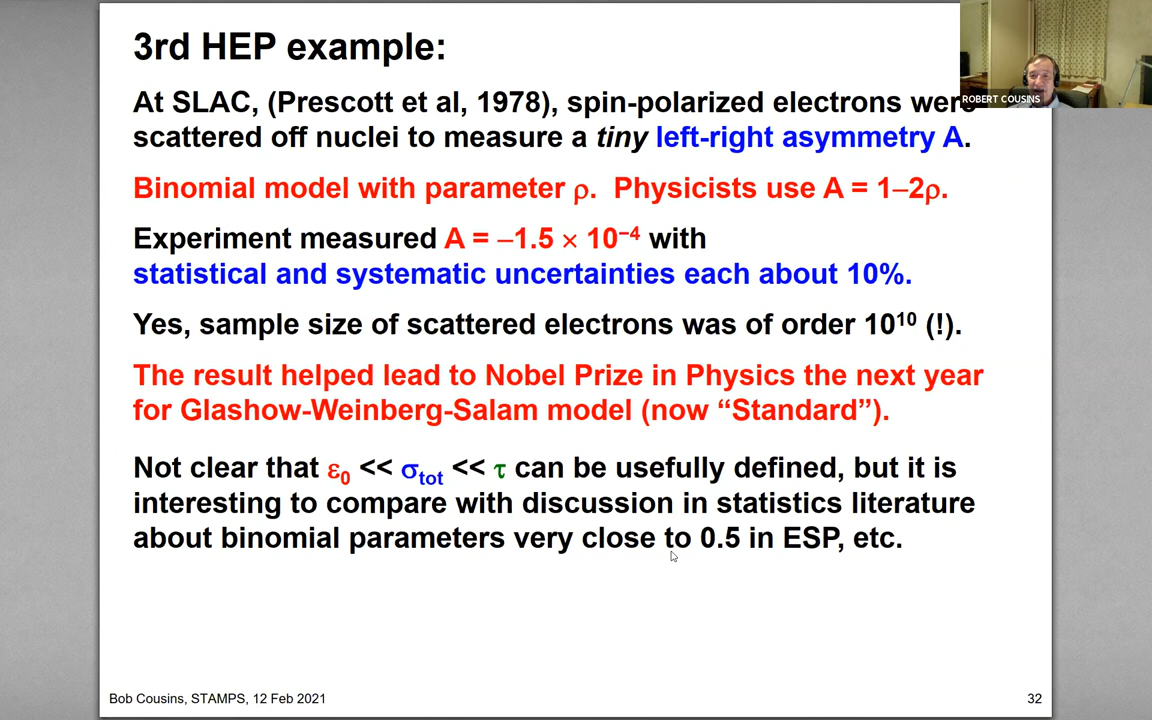 3rd HEP example:
At SLAC, (Prescott et al, 1978), spin-polarized electrons were
ROBERT COUSINS
scattered off nuclei to measure a tiny left-right asymmetry A.
Binomial model with parameter ρ. Physicists use A = 1–2ρ.
Experiment measured A = –1.5 × 10⁻⁴ with
statistical and systematic uncertainties each about 10%.
Yes, sample size of scattered electrons was of order 10¹⁰ (!).
The result helped lead to Nobel Prize in Physics the next year
for Glashow-Weinberg-Salam model (now “Standard”).
Not clear that ε₀ << σtot << τ can be usefully defined, but it is
interesting to compare with discussion in statistics literature
about binomial parameters very close to 0.5 in ESP, etc.
Bob Cousins, STAMPS, 12 Feb 2021
32